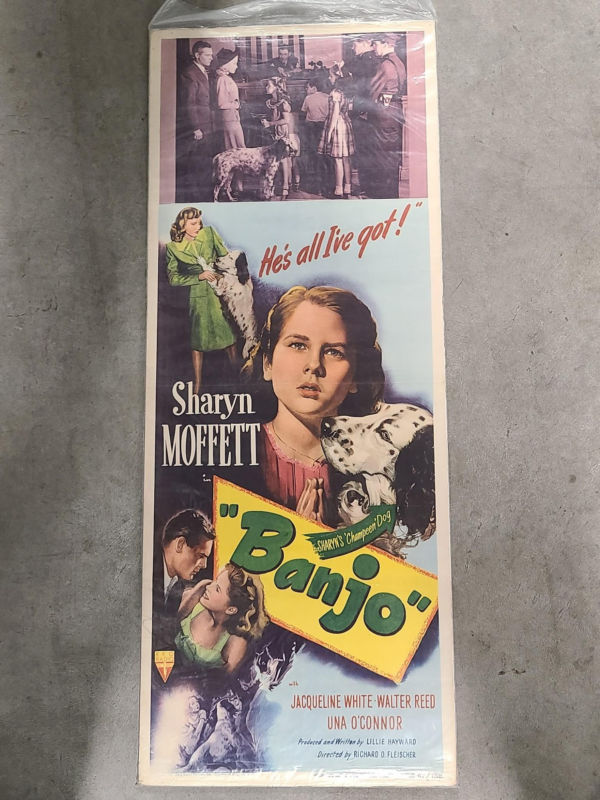 He's all I've got!"
Sharyn
MOFFETT
in
"Banjo"
SHARYN'S 'Champeen' Dog
with
JACQUELINE WHITE · WALTER REED
UNA O'CONNOR
Produced and Written by LILLIE HAYWARD
Directed by RICHARD O. FLEISCHER